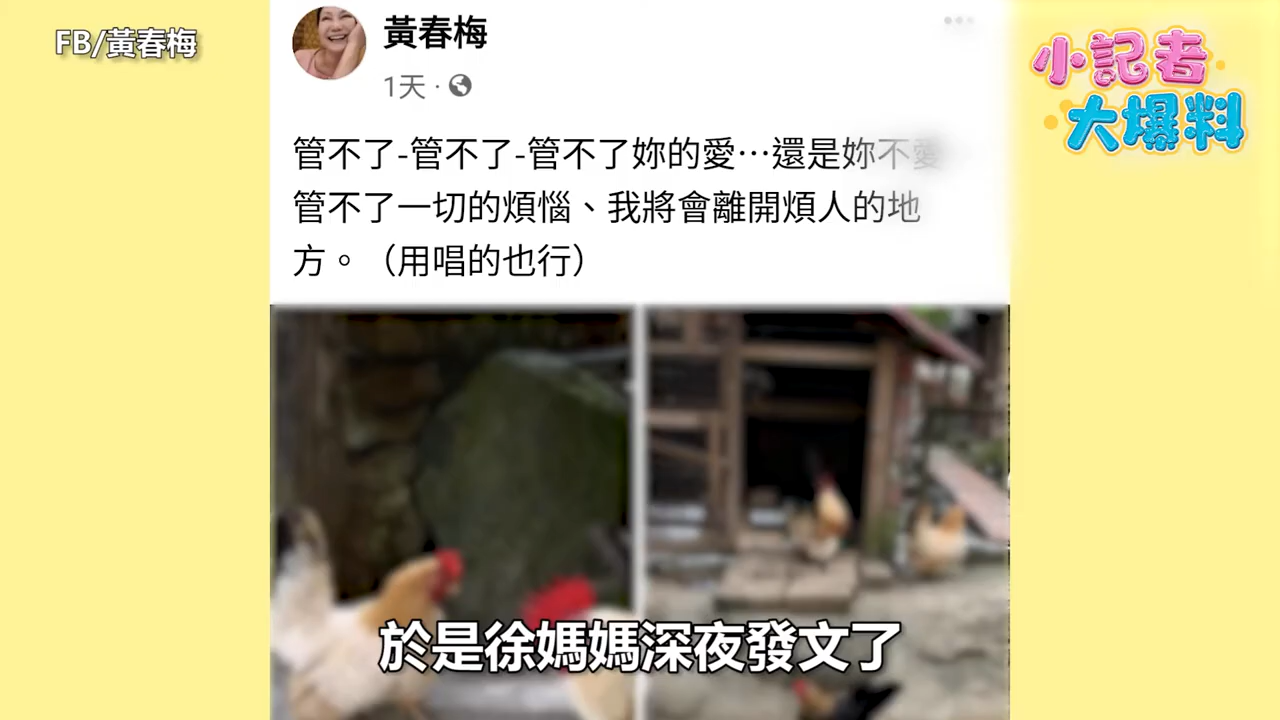 FB/黃春梅
黃春梅
1天 ·
小記者
大爆料
管不了-管不了-管不了妳的愛…還是妳不愛
管不了一切的煩惱、我將會離開煩人的地
方。（用唱的也行）
於是徐媽媽深夜發文了